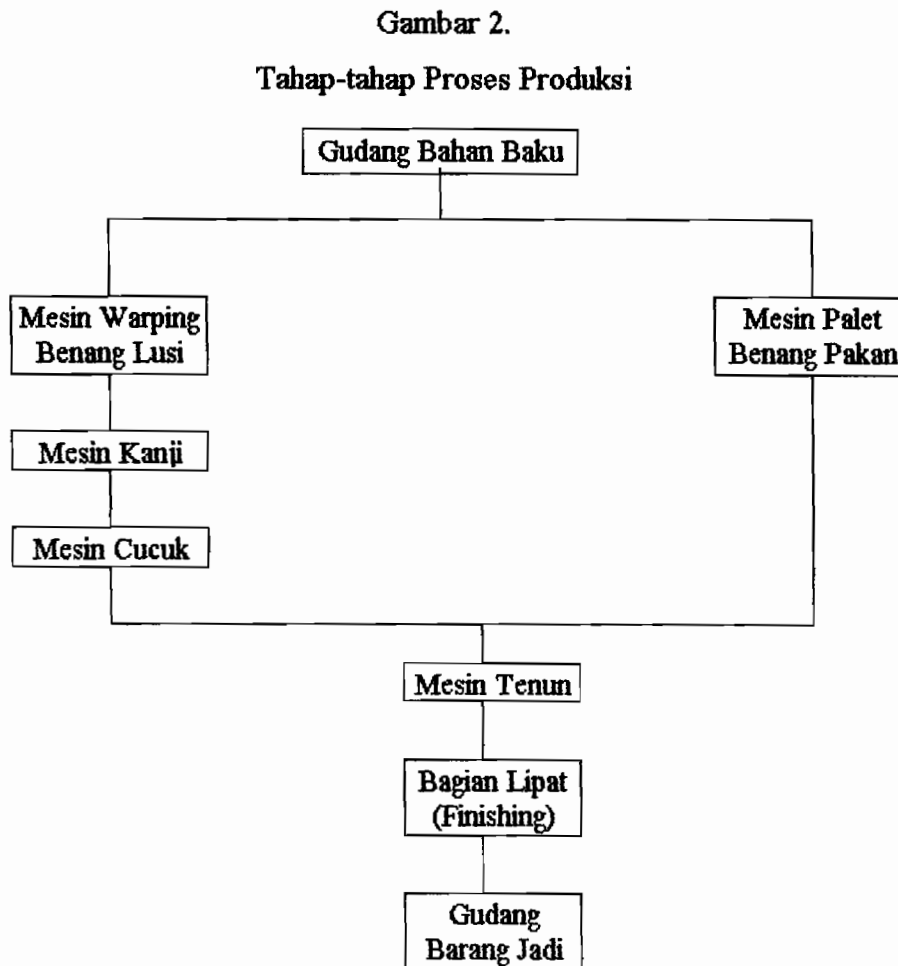 Gambar 2.
Tahap-tahap Proses Produksi
Gudang Bahan Baku
Mesin Warping
Benang Lusi
Mesin Kanji
Mesin Cucuk
Mesin Palet
Benang Pakan
Mesin Tenun
Bagian Lipat
(Finishing)
Gudang
Barang Jadi